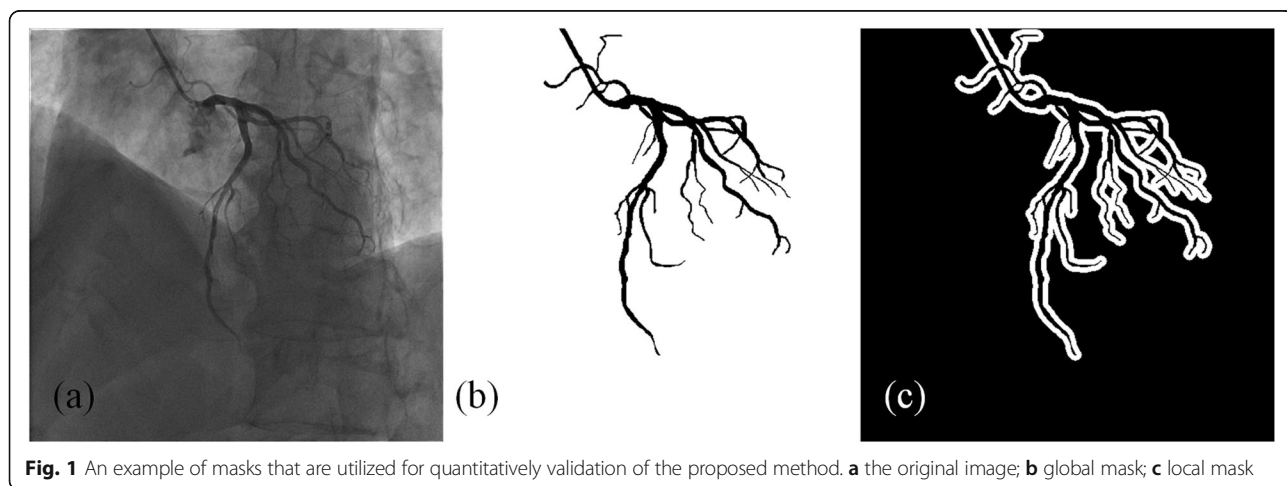 (a)
(b)
(c)
Fig. 1 An example of masks that are utilized for quantitatively validation of the proposed method. a the original image; b global mask; c local mask